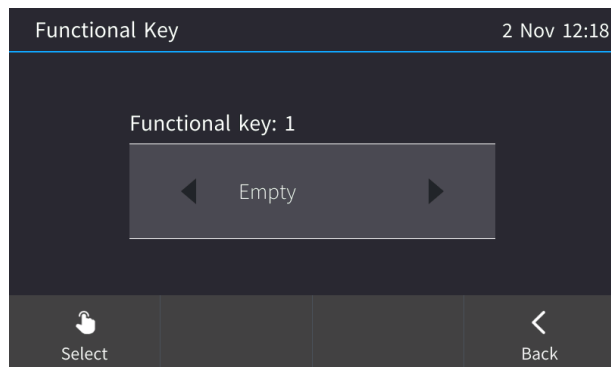 Functional Key
2 Nov 12:18
Functional key: 1
Empty
Select
Back